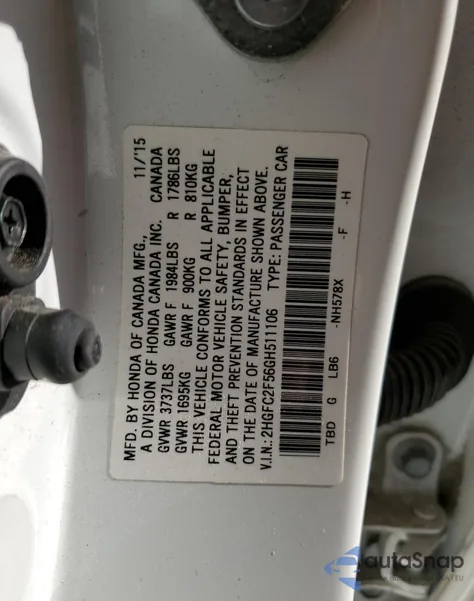 MFD. BY HONDA OF CANADA MFG., 11/'15
A DIVISION OF HONDA CANADA INC. CANADA
GVWR 3737LBS GAWR F 1984LBS R 1786LBS
GVWR 1695KG GAWR F 900KG R 810KG
THIS VEHICLE CONFORMS TO ALL APPLICABLE
FEDERAL MOTOR VEHICLE SAFETY, BUMPER,
AND THEFT PREVENTION STANDARDS IN EFFECT
ON DATE OF MANUFACTURE SHOWN ABOVE.
V.I.N.: 2HGFC2F56GH511106 TYPE: PASSENGER CAR
TBD G LB6 -NH578X -F -H
autaSnap